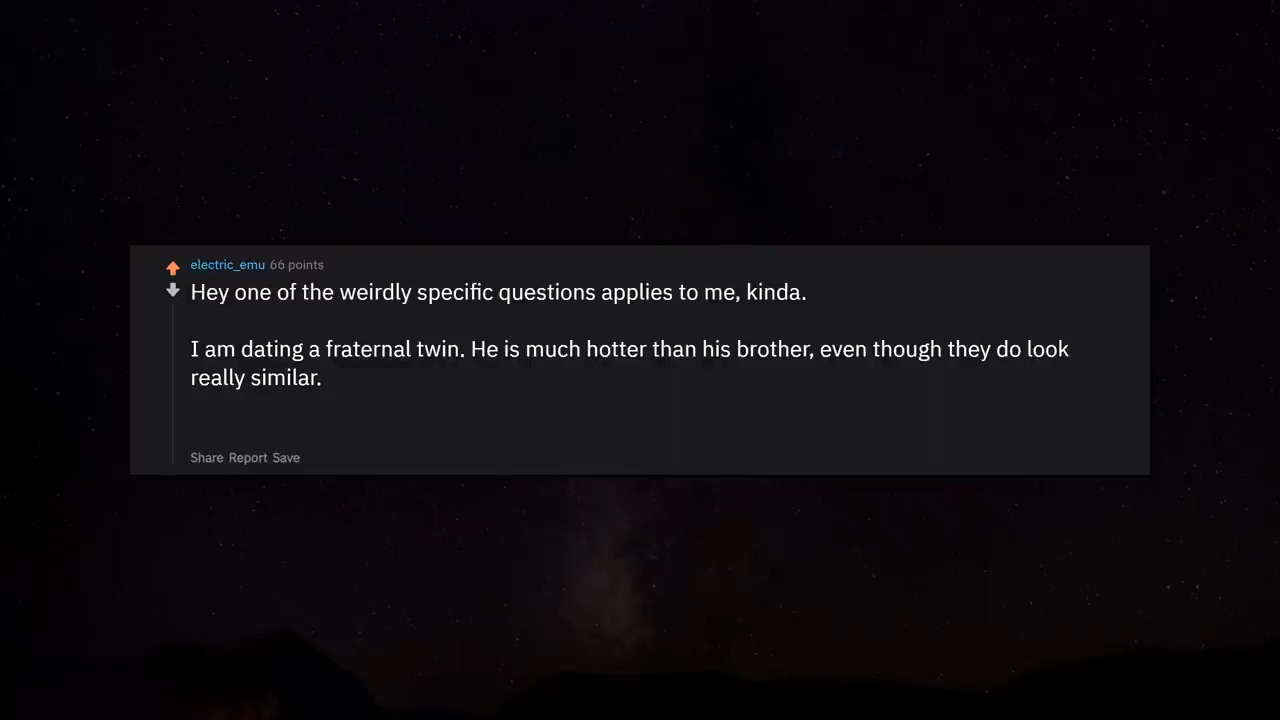 electric_emu 66 points
Hey one of the weirdly specific questions applies to me, kinda.
I am dating a fraternal twin. He is much hotter than his brother, even though they do look
really similar.
Share Report Save